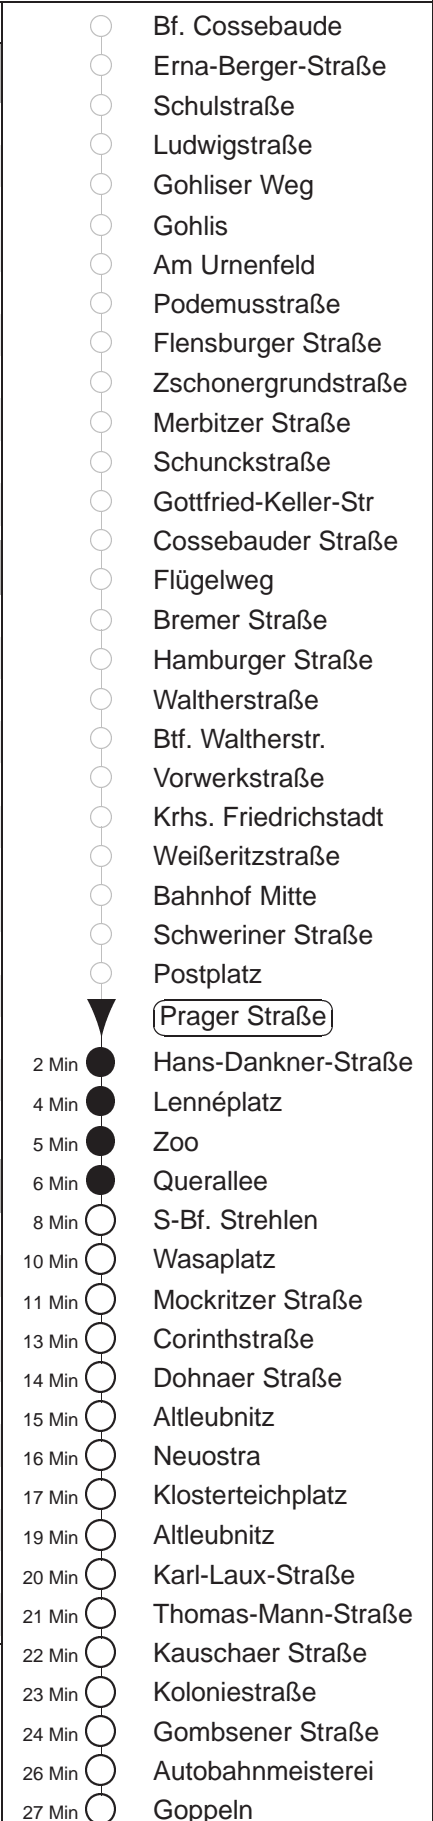 Bf. Cossebaude
Erna-Berger-Straße
Schulstraße
Ludwigstraße
Gohliser Weg
Gohlis
Am Urnenfeld
Podemusstraße
Flensburger Straße
Zschonergrundstraße
Merbitzer Straße
Schunckstraße
Gottfried-Keller-Str
Cossebauder Straße
Flügelweg
Bremer Straße
Hamburger Straße
Waltherstraße
Btf. Waltherstr.
Vorwerkstraße
Krhs. Friedrichstadt
Weißeritzstraße
Bahnhof Mitte
Schweriner Straße
Postplatz
Prager Straße
2 Min Hans-Dankner-Straße
4 Min Lennéplatz
5 Min Zoo
6 Min Querallee
8 Min S-Bf. Strehlen
10 Min Wasaplatz
11 Min Mockritzer Straße
13 Min Corinthstraße
14 Min Dohnaer Straße
15 Min Altleubnitz
16 Min Neuostra
17 Min Klosterteichplatz
19 Min Altleubnitz
20 Min Karl-Laux-Straße
21 Min Thomas-Mann-Straße
22 Min Kauschaer Straße
23 Min Koloniestraße
24 Min Gombsener Straße
26 Min Autobahnmeisterei
27 Min Goppeln